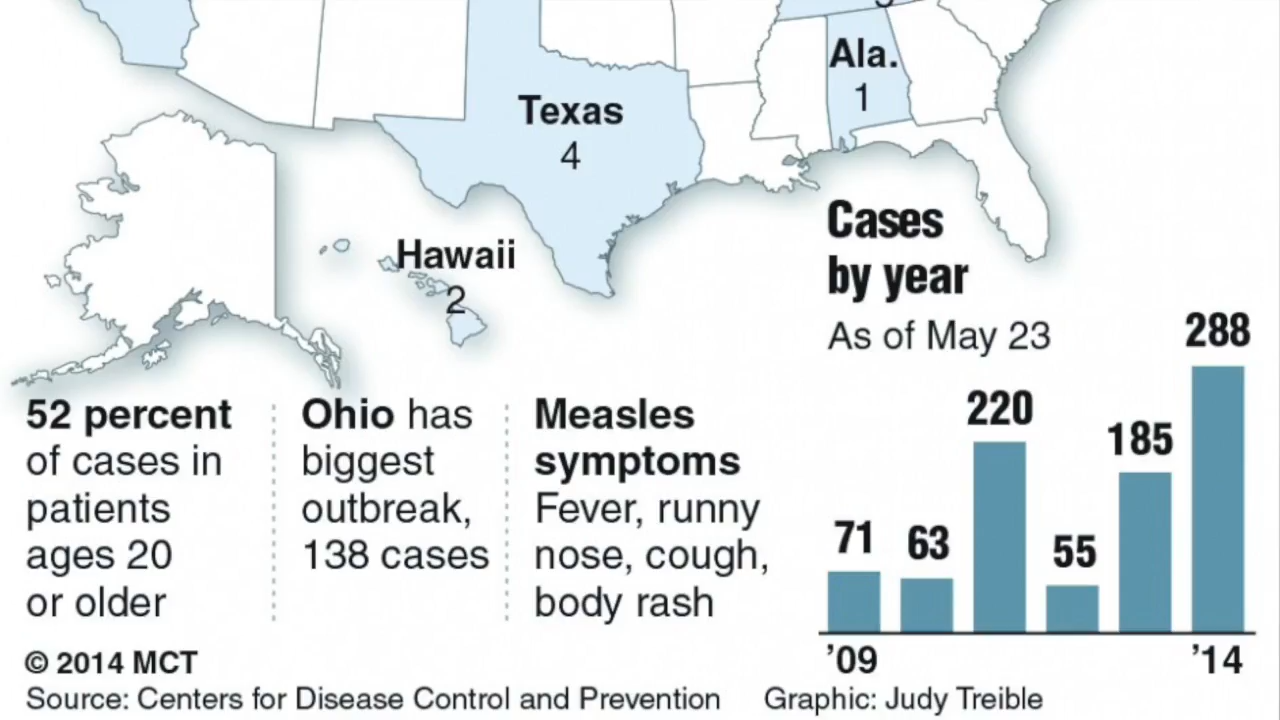 Ala.
1
Texas
4
Hawaii
2
Cases
by year
As of May 23
288
220
185
71
63
55
’09
’14
52 percent
of cases in
patients
ages 20
or older
Ohio has
biggest
outbreak,
138 cases
Measles
symptoms
Fever, runny
nose, cough,
body rash
© 2014 MCT
Source: Centers for Disease Control and Prevention
Graphic: Judy Treible